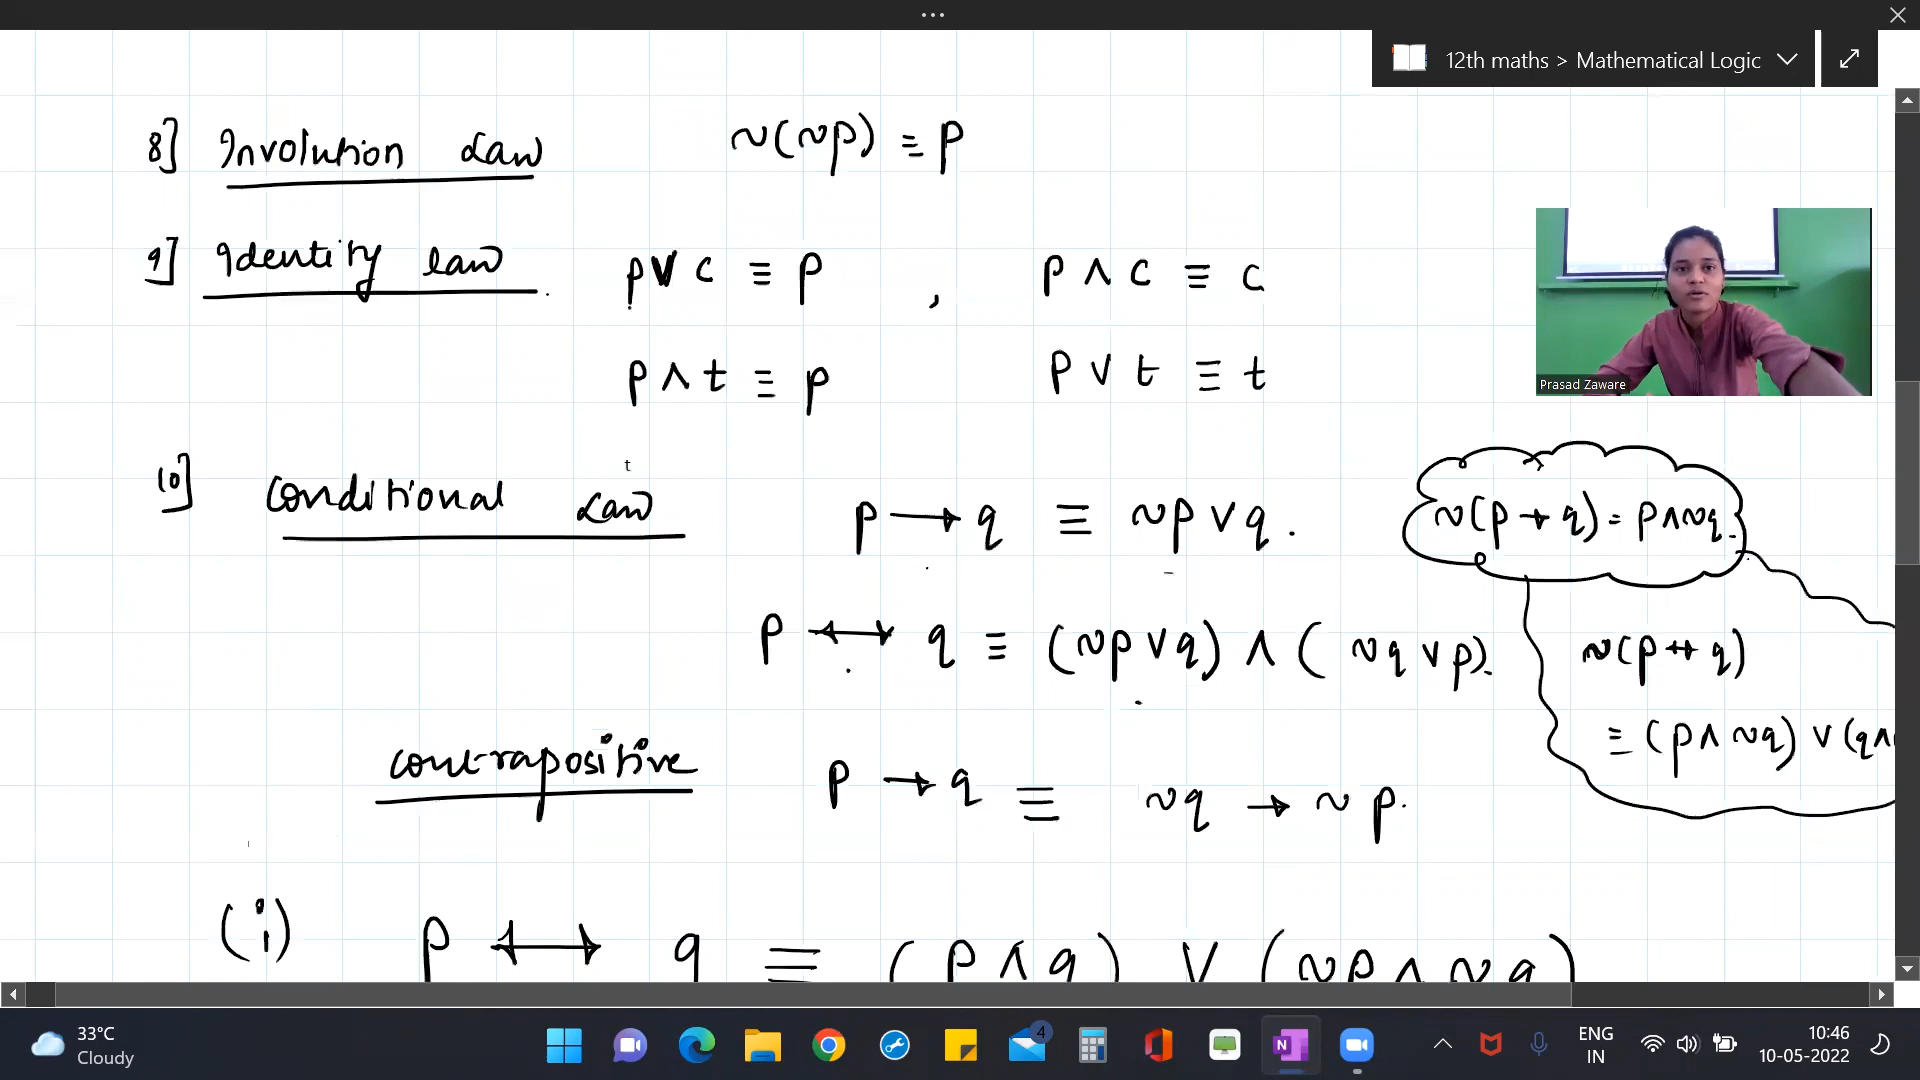 12th maths > Mathematical Logic
8] Involution Law ~(~p) ≡ p
9] Identity law. p∨c ≡ p , p∧c ≡ c
p∧t ≡ p p∨t ≡ t
Prasad Zaware
t
10] Conditional Law p → q ≡ ~p∨q.
~(p→q) = p∧~q.
p ↔ q ≡ (~p∨q) ∧ (~q∨p).
~(p↔q)
≡ (p∧~q) ∨ (q∧
contrapositive p → q ≡ ~q → ~p.
(i) p ↔ q ≡ (p∧q) ∨ (~p∧~q)
33°C
Cloudy
4
ENG
IN
10:46
10-05-2022